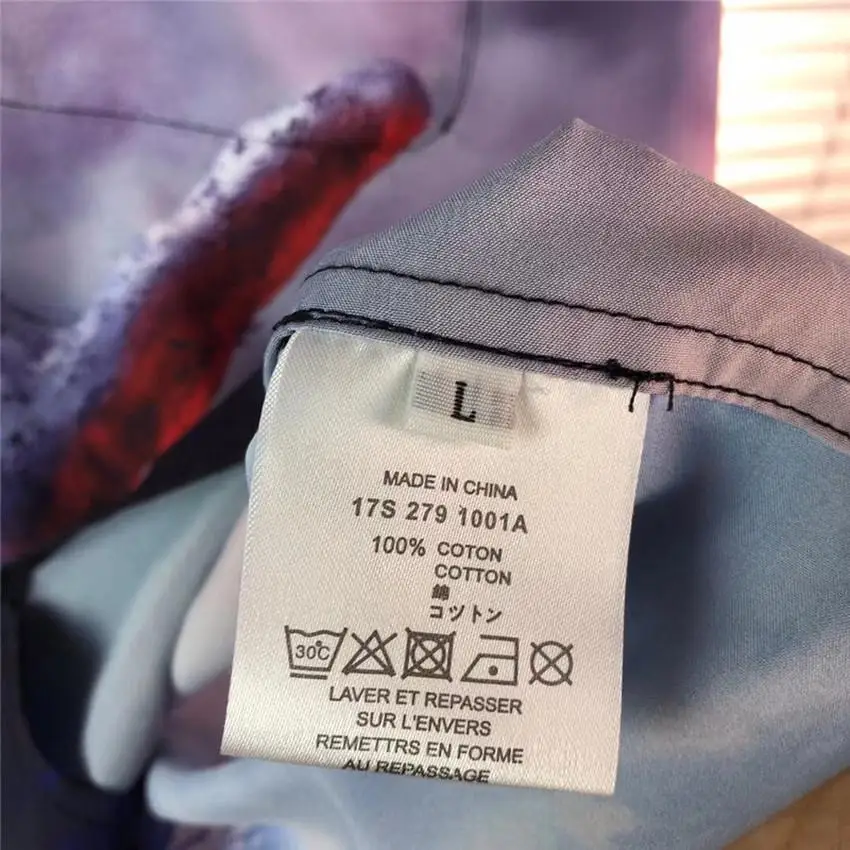 L
MADE IN CHINA
17S 279 1001A
100% COTON
COTTON
綿
コツトン
30℃
LAVER ET REPASSER
SUR L'ENVERS
REMETTRS EN FORME
AU REPASSAGE